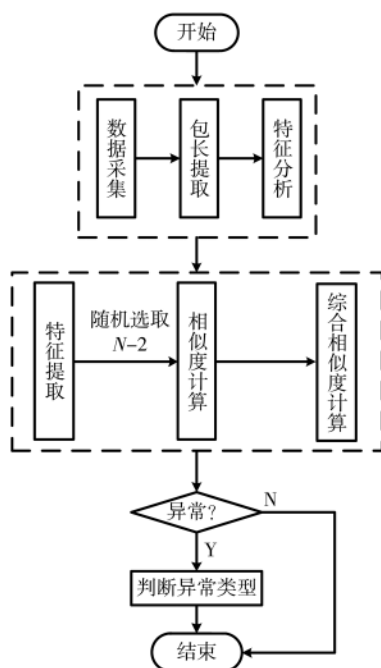 开始
数据采集
包长提取
特征分析
特征提取
随机选取
N-2
相似度计算
综合相似度计算
异常?
N
Y
判断异常类型
结束